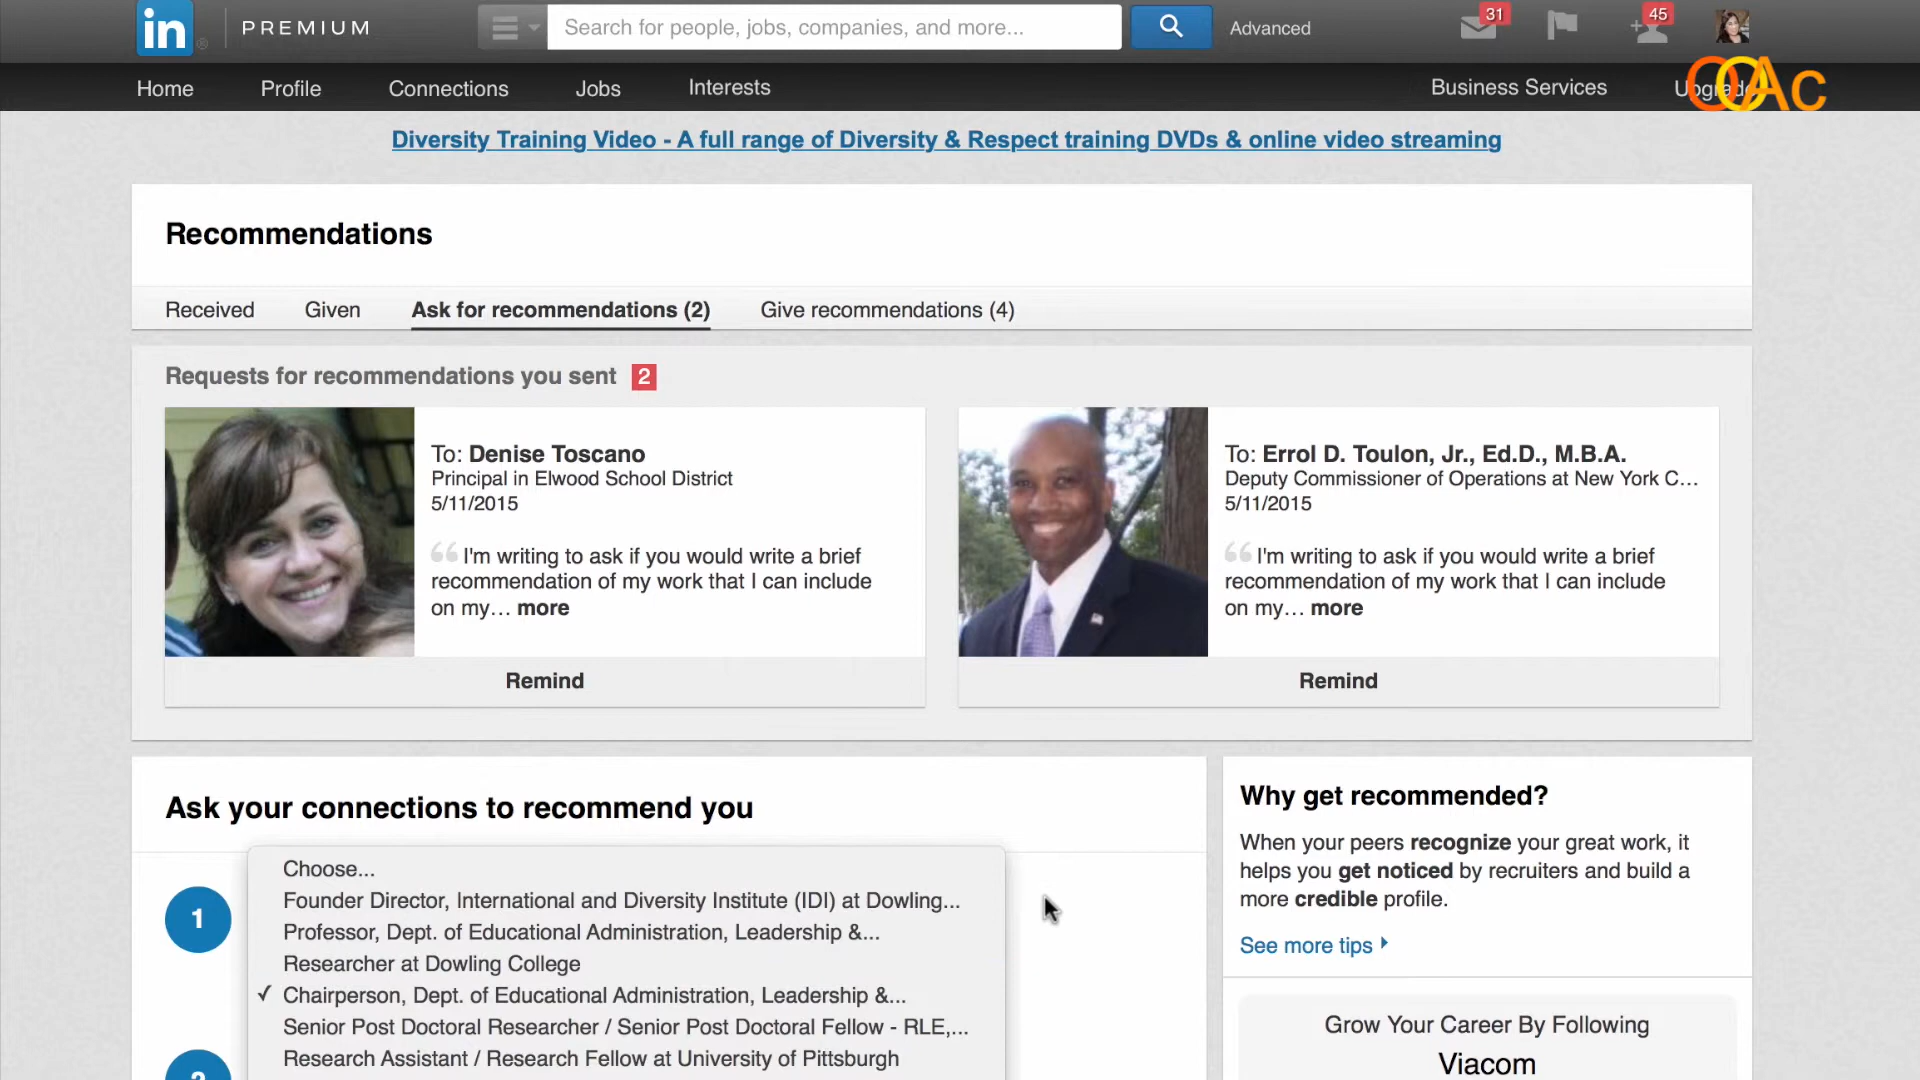 in PREMIUM
Search for people, jobs, companies, and more...
Advanced
31
45
Home Profile Connections Jobs Interests Business Services
OOAc
Diversity Training Video - A full range of Diversity & Respect training DVDs & online video streaming
Recommendations
Received Given Ask for recommendations (2) Give recommendations (4)
Requests for recommendations you sent 2
To: Denise Toscano
Principal in Elwood School District
5/11/2015
“I'm writing to ask if you would write a brief
recommendation of my work that I can include
on my… more
Remind
To: Errol D. Toulon, Jr., Ed.D., M.B.A.
Deputy Commissioner of Operations at New York C…
5/11/2015
“I'm writing to ask if you would write a brief
recommendation of my work that I can include
on my… more
Remind
Ask your connections to recommend you
1
Choose...
Founder Director, International and Diversity Institute (IDI) at Dowling...
Professor, Dept. of Educational Administration, Leadership &...
Researcher at Dowling College
✓ Chairperson, Dept. of Educational Administration, Leadership &...
Senior Post Doctoral Researcher / Senior Post Doctoral Fellow - RLE,...
Research Assistant / Research Fellow at University of Pittsburgh
2
Why get recommended?
When your peers recognize your great work, it
helps you get noticed by recruiters and build a
more credible profile.
See more tips
Grow Your Career By Following
Viacom